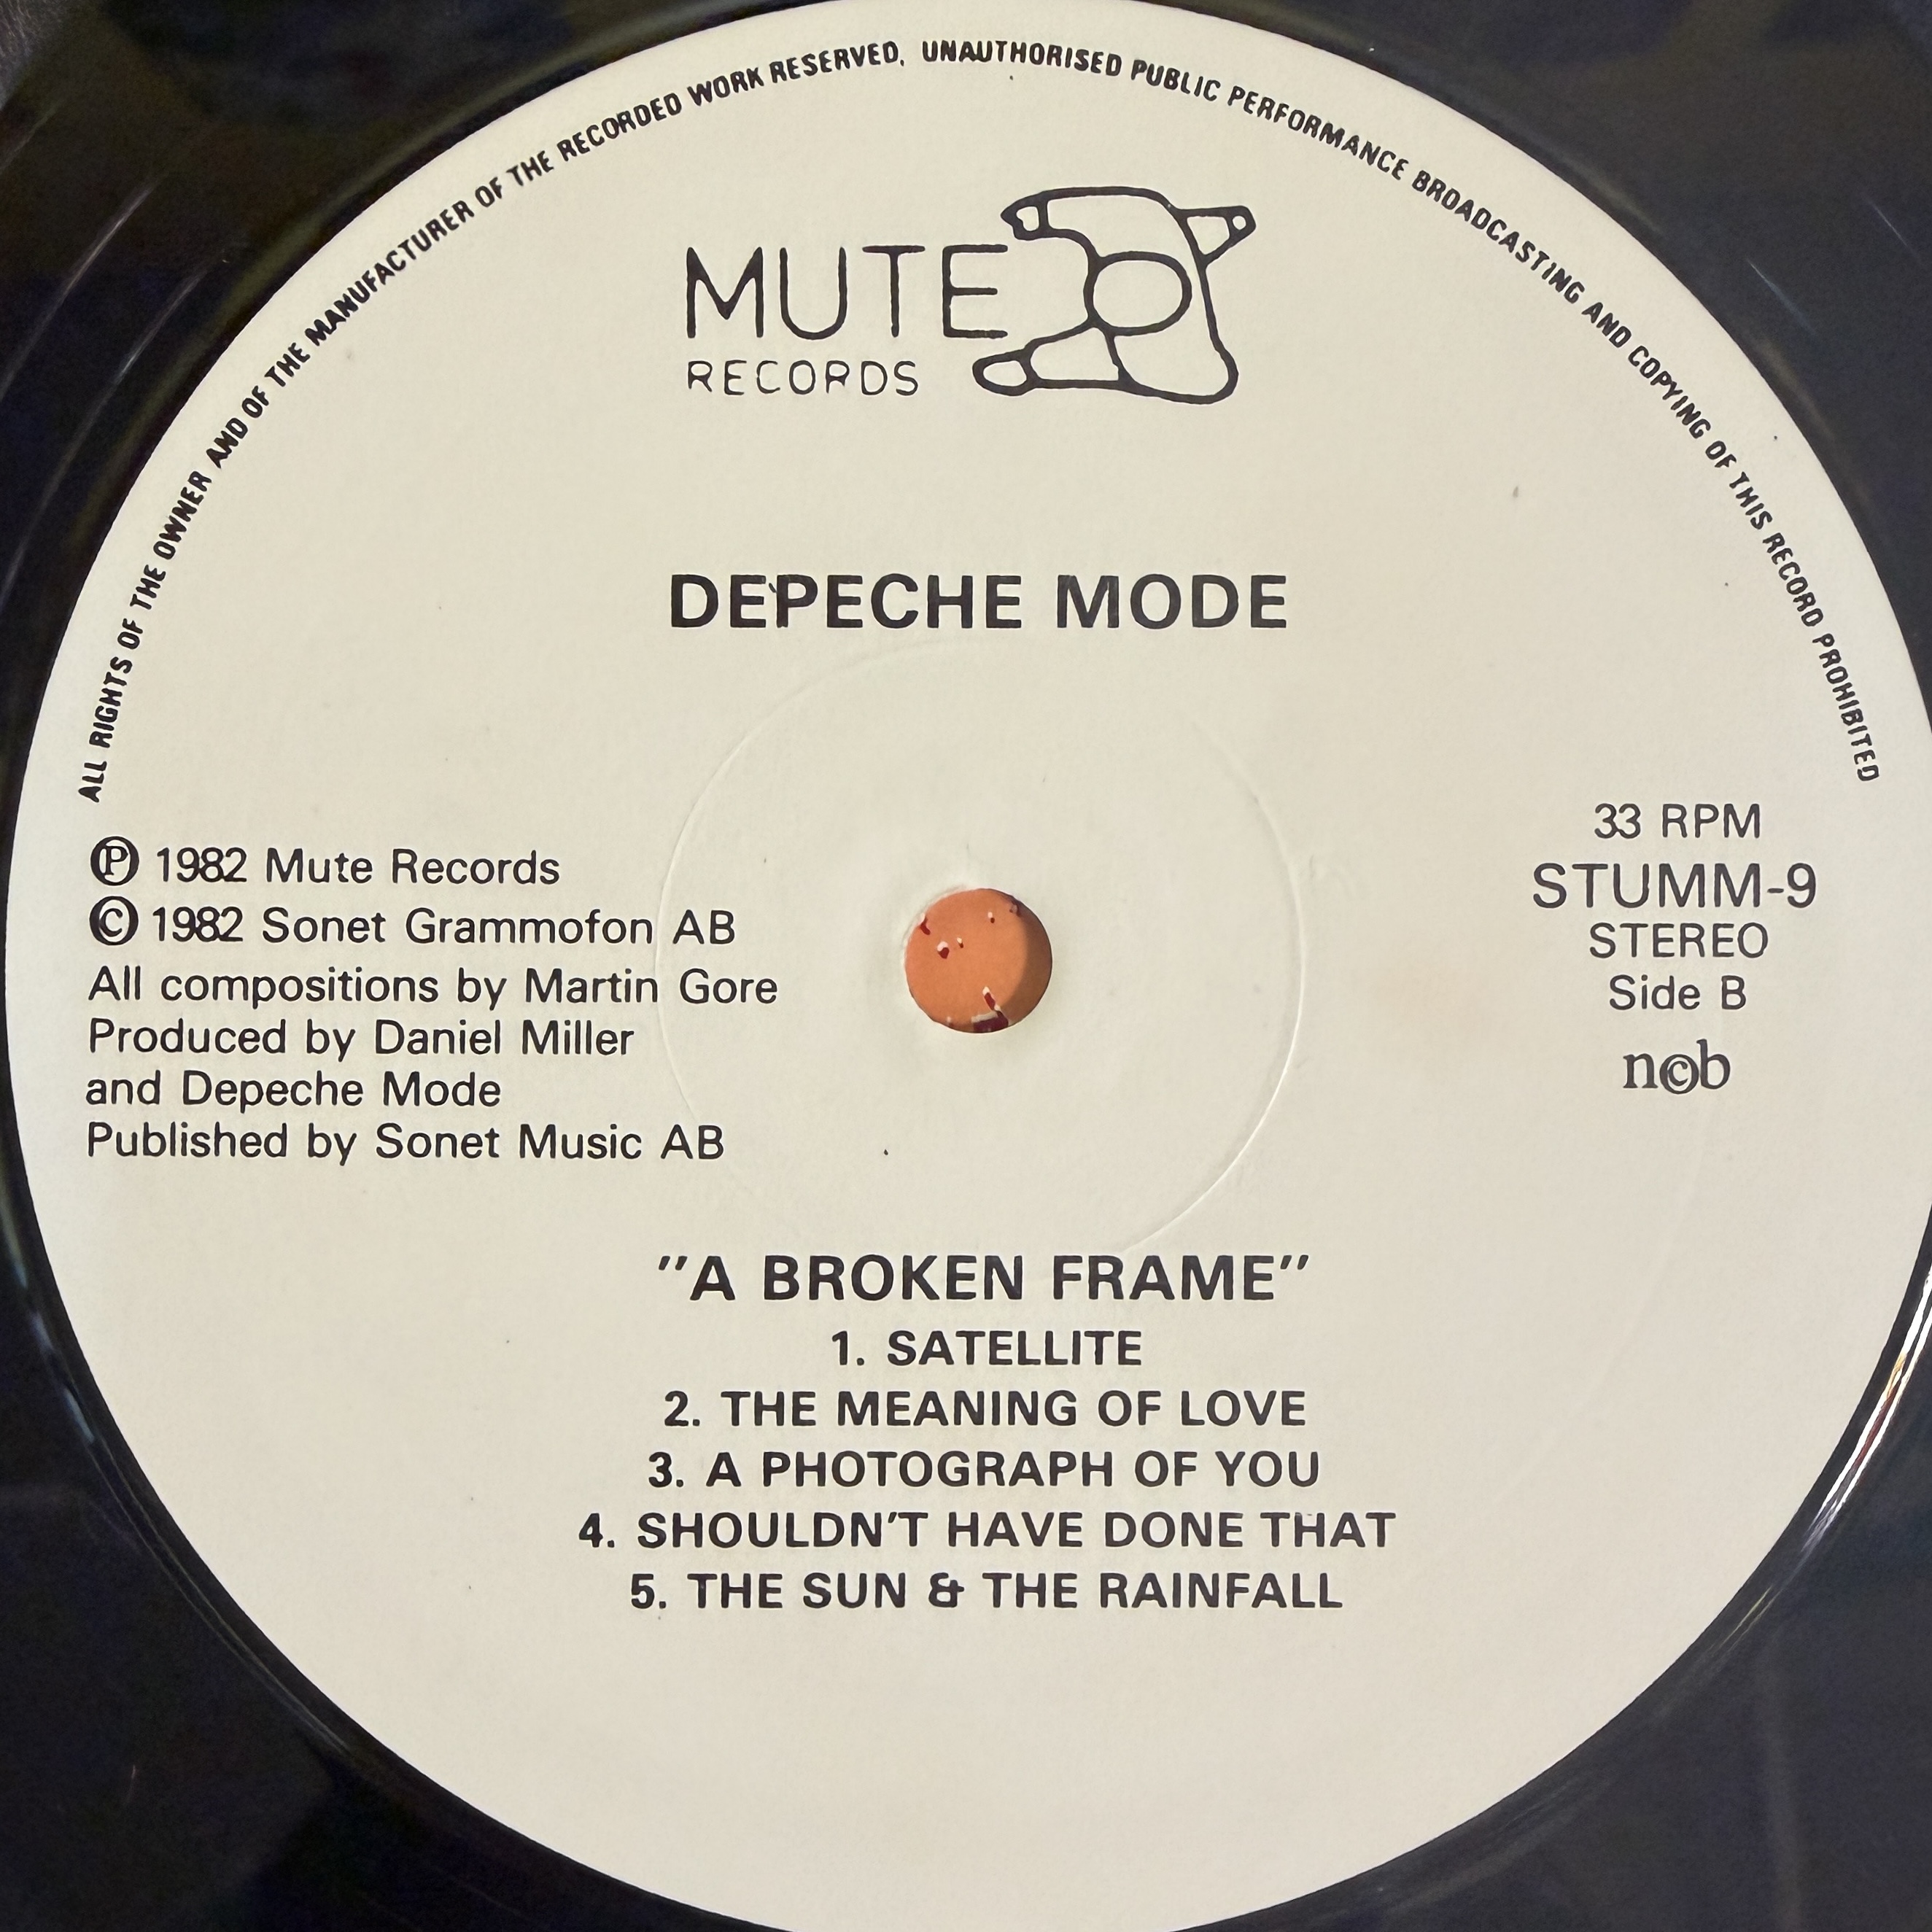 ALL RIGHTS OF THE OWNER AND OF THE MANUFACTURER OF THE RECORDED WORK RESERVED, UNAUTHORISED PUBLIC PERFORMANCE BROADCASTING AND COPYING OF THIS RECORD PROHIBITED
MUTE
RECORDS
DEPECHE MODE
℗ 1982 Mute Records
© 1982 Sonet Grammofon AB
All compositions by Martin Gore
Produced by Daniel Miller
and Depeche Mode
Published by Sonet Music AB
33 RPM
STUMM-9
STEREO
Side B
n©b
"A BROKEN FRAME"
1. SATELLITE
2. THE MEANING OF LOVE
3. A PHOTOGRAPH OF YOU
4. SHOULDN'T HAVE DONE THAT
5. THE SUN & THE RAINFALL